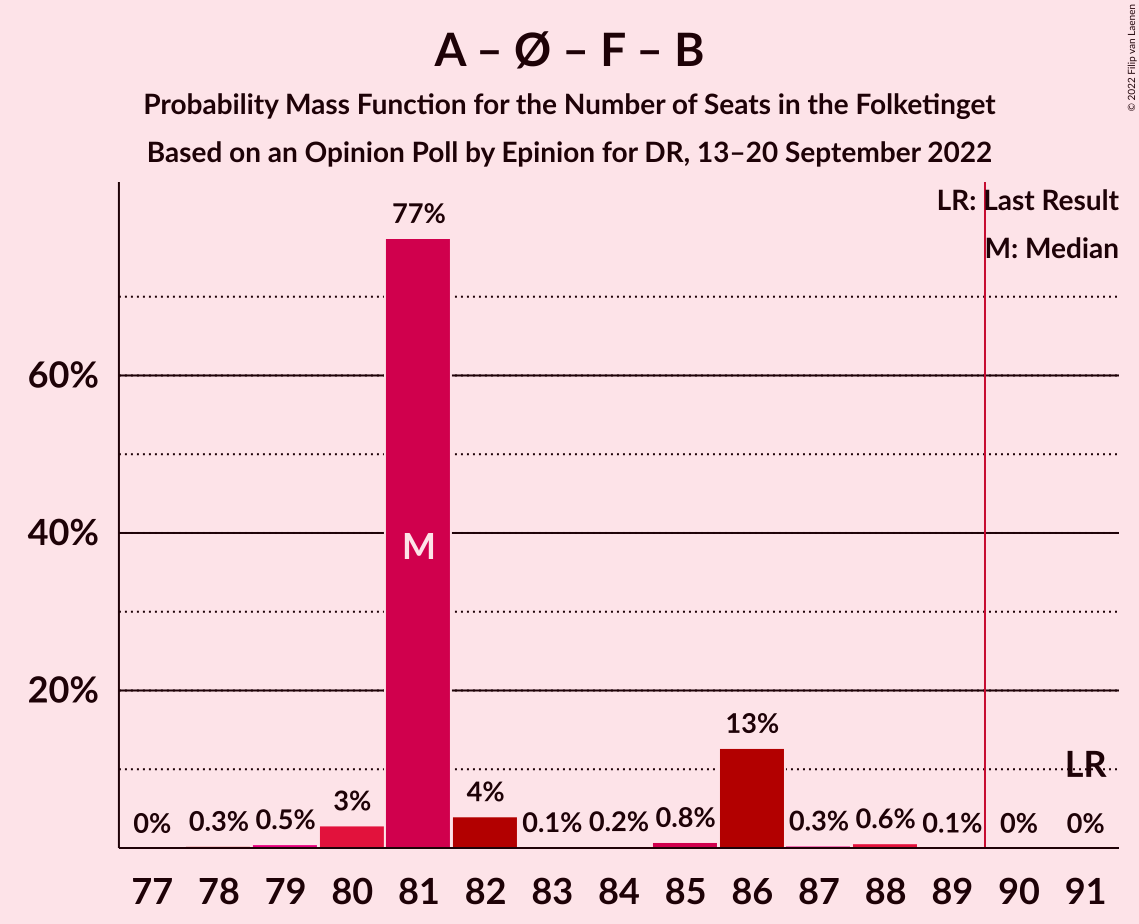 A – Ø – F – B
Probability Mass Function for the Number of Seats in the Folketinget
Based on an Opinion Poll by Epinion for DR, 13–20 September 2022
© 2022 Filip van Laenen
LR: Last Result
M: Median
77%
60%
40%
M
20%
13%
LR
0% 0.3% 0.5% 3% 4% 0.1% 0.2% 0.8% 0.3% 0.6% 0.1% 0% 0%
77 78 79 80 81 82 83 84 85 86 87 88 89 90 91